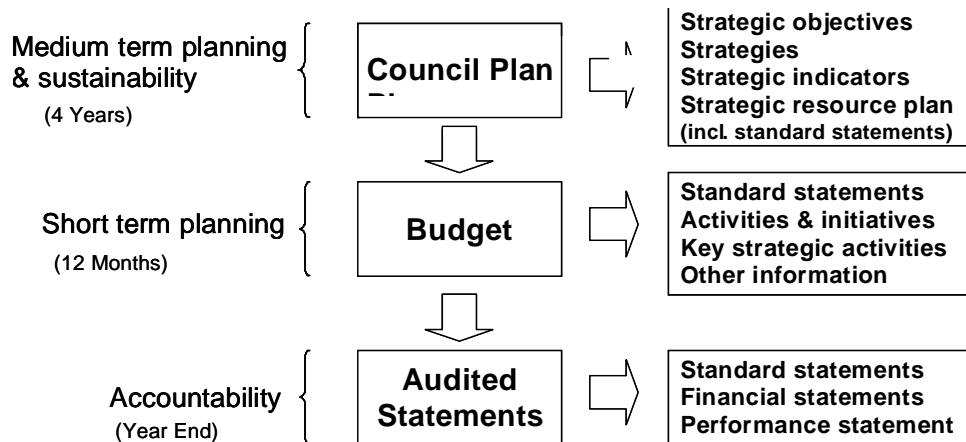 Medium term planning
& sustainability
(4 Years)
Council Plan
Strategic objectives
Strategies
Strategic indicators
Strategic resource plan
(incl. standard statements)
Short term planning
(12 Months)
Budget
Standard statements
Activities & initiatives
Key strategic activities
Other information
Accountability
(Year End)
Audited
Statements
Standard statements
Financial statements
Performance statement